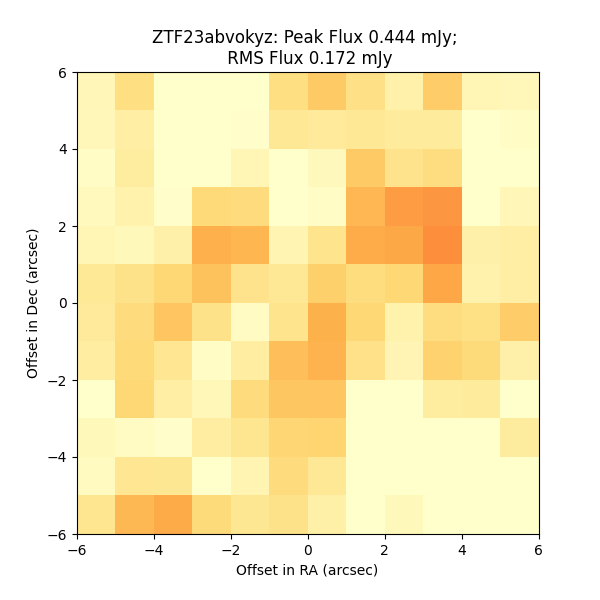 ZTF23abvokyz: Peak Flux 0.444 mJy;
RMS Flux 0.172 mJy
6
4
2
0
−2
−4
−6
Offset in Dec (arcsec)
−6 −4 −2 0 2 4 6
Offset in RA (arcsec)